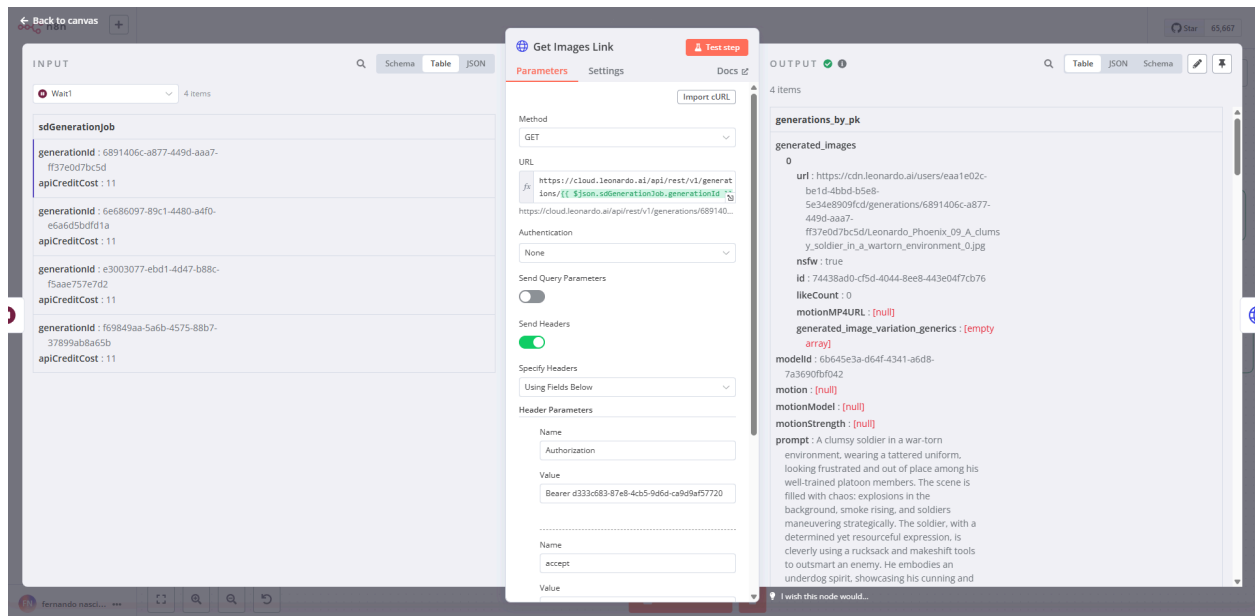 ← Back to canvas
n8n
+
Star 65,667
INPUT
Schema Table JSON
Wait1
4 items
sdGenerationJob
generationId : 6891406c-a877-449d-aaa7-
ff37e0d7bc5d
apiCreditCost : 11
generationId : 6e686097-89c1-4480-a4f0-
e6a6d5bdfd1a
apiCreditCost : 11
generationId : e3003077-ebd1-4d47-b88c-
f5aae757e7d2
apiCreditCost : 11
generationId : f69849aa-5a6b-4575-88b7-
37899ab8a65b
apiCreditCost : 11
Get Images Link
Test step
Parameters Settings Docs
Import cURL
Method
GET
URL
fx
https://cloud.leonardo.ai/api/rest/v1/generat
ions/{{ $json.sdGenerationJob.generationId }}
https://cloud.leonardo.ai/api/rest/v1/generations/689140...
Authentication
None
Send Query Parameters
Send Headers
Specify Headers
Using Fields Below
Header Parameters
Name
Authorization
Value
Bearer d333c683-87e8-4cb5-9d6d-ca9d9af57720
Name
accept
Value
OUTPUT
Table JSON Schema
4 items
generations_by_pk
generated_images
0
url : https://cdn.leonardo.ai/users/eaa1e02c-
be1d-4bbd-b5e8-
5e34e8909fcd/generations/6891406c-a877-
449d-aaa7-
ff37e0d7bc5d/Leonardo_Phoenix_09_A_clums
y_soldier_in_a_wartorn_environment_0.jpg
nsfw : true
id : 74438ad0-cf5d-4044-8ee8-443e04f7cb76
likeCount : 0
motionMP4URL : [null]
generated_image_variation_generics : [empty
array]
modelId : 6b645e3a-d64f-4341-a6d8-
7a3690fbf042
motion : [null]
motionModel : [null]
motionStrength : [null]
prompt : A clumsy soldier in a war-torn
environment, wearing a tattered uniform,
looking frustrated and out of place among his
well-trained platoon members. The scene is
filled with chaos: explosions in the
background, smoke rising, and soldiers
maneuvering strategically. The soldier, with a
determined yet resourceful expression, is
cleverly using a rucksack and makeshift tools
to outsmart an enemy. He embodies an
underdog spirit, showcasing his cunning and
FN
fernando nasci...
I wish this node would...